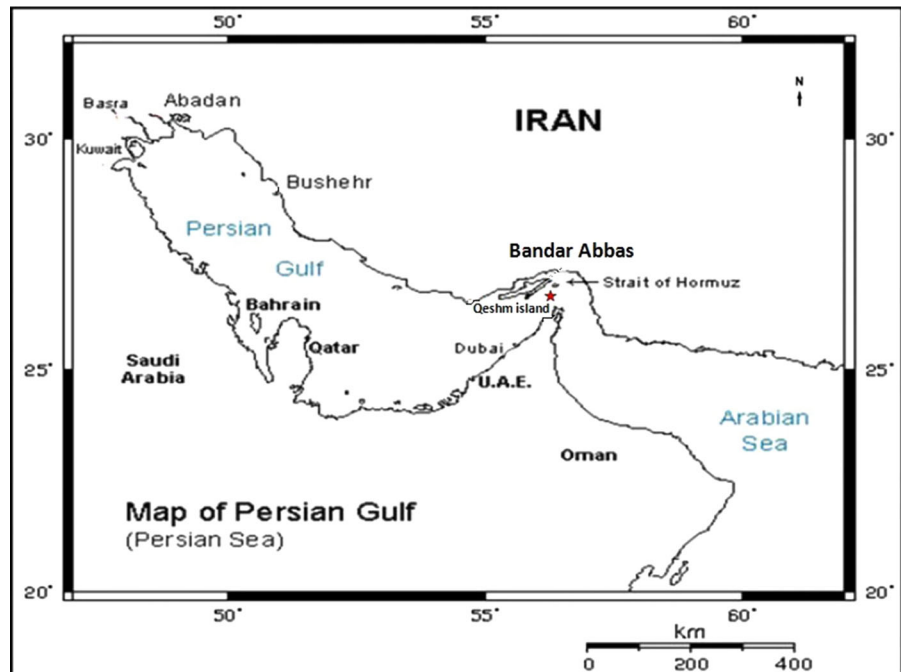 50°
55°
60°
N
Basra
Abadan
IRAN
30°
30°
Kuwait
Bushehr
Persian
Gulf
Bandar Abbas
Strait of Hormuz
Qeshm island
Bahrain
Qatar
Dubai
Saudi
Arabia
25°
25°
U.A.E.
Arabian
Sea
Oman
Map of Persian Gulf
(Persian Sea)
20°
20°
50°
55°
60°
km
0 200 400